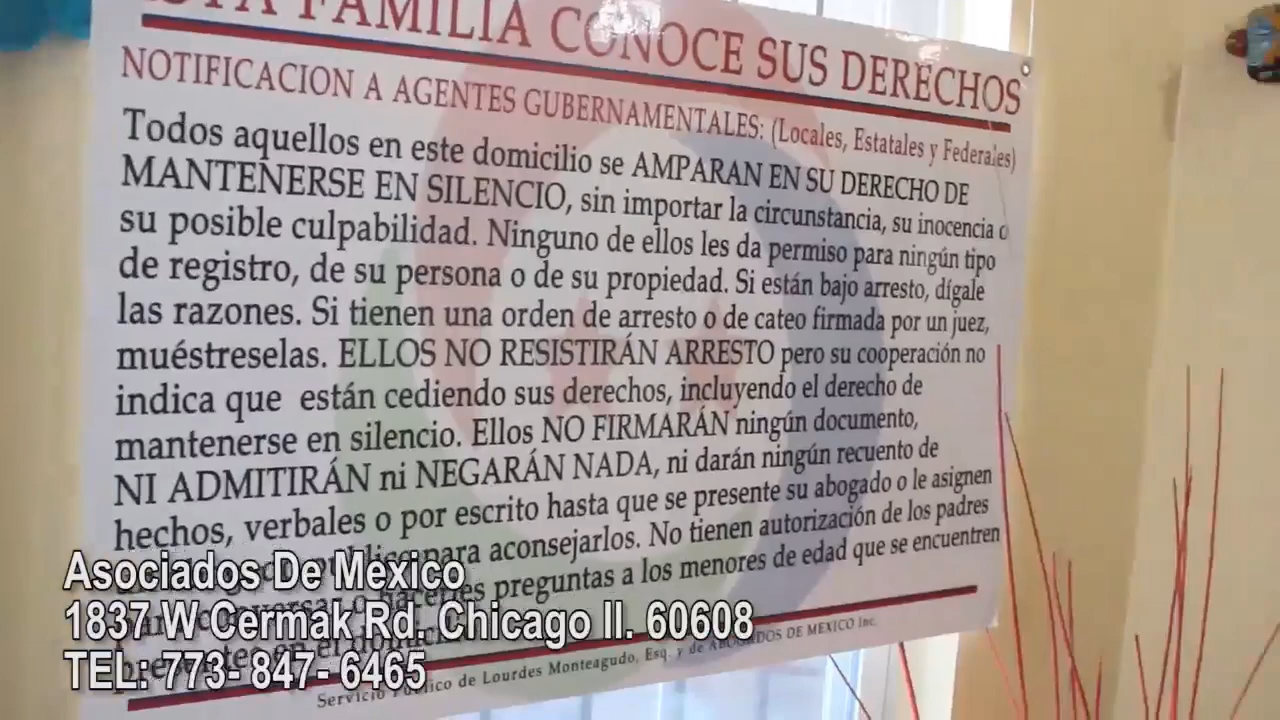 FAMILIA CONOCE SUS DERECHOS
NOTIFICACION A AGENTES GUBERNAMENTALES: (Locales, Estatales y Federales)
Todos aquellos en este domicilio se AMPARAN EN SU DERECHO DE
MANTENERSE EN SILENCIO, sin importar la circunstancia, su inocencia o
su posible culpabilidad. Ninguno de ellos les da permiso para ningún tipo
de registro, de su persona o de su propiedad. Si están bajo arresto, dígale
las razones. Si tienen una orden de arresto o de cateo firmada por un juez,
muéstreselas. ELLOS NO RESISTIRÁN ARRESTO pero su cooperación no
indica que están cediendo sus derechos, incluyendo el derecho de
mantenerse en silencio. Ellos NO FIRMARÁN ningún documento,
NI ADMITIRÁN ni NEGARÁN NADA, ni darán ningún recuento de
hechos, verbales o por escrito hasta que se presente su abogado o le asignen
para aconsejarlos. No tienen autorización de los padres
o hacerles preguntas a los menores de edad que se encuentren
en el
Servicio Público de Lourdes Monteagudo, Esq. y de ABOGADOS DE MEXICO Inc.
Asociados De Mexico
1837 W Cermak Rd. Chicago Il. 60608
TEL: 773- 847- 6465